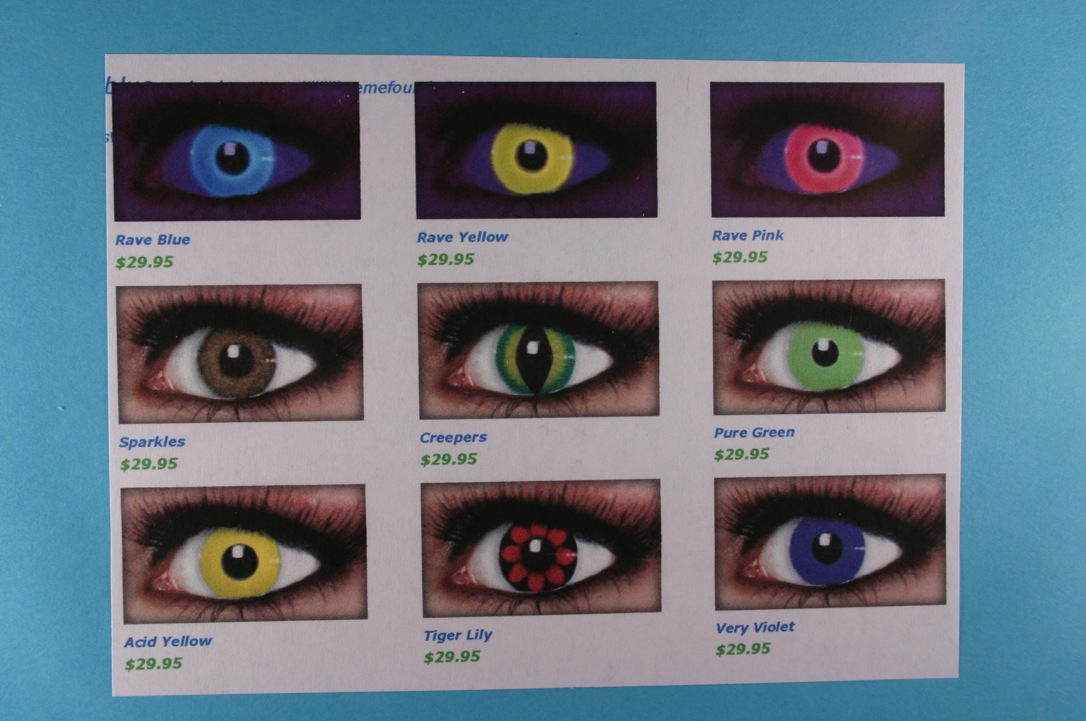 Rave Blue
$29.95
Rave Yellow
$29.95
Rave Pink
$29.95
Sparkles
$29.95
Creepers
$29.95
Pure Green
$29.95
Acid Yellow
$29.95
Tiger Lily
$29.95
Very Violet
$29.95